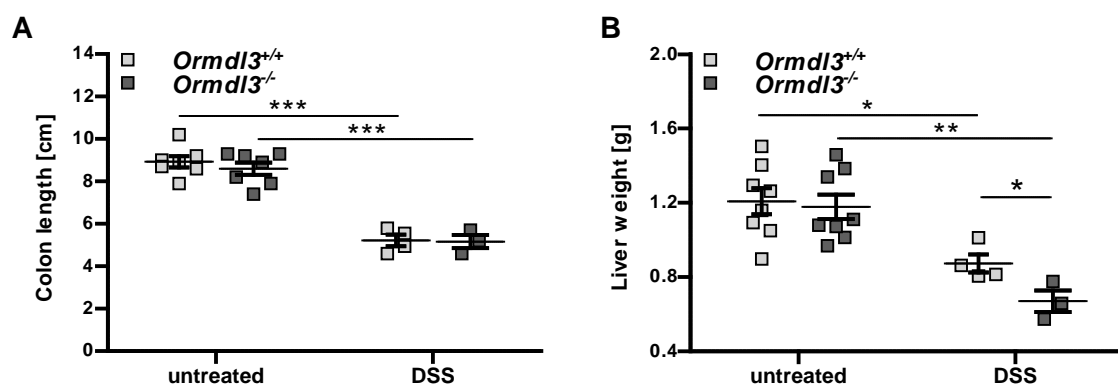 A
Colon length [cm]
14
12
10
8
6
4
2
0
Ormdl3+/+
Ormdl3-/-
***
***
untreated
DSS
B
Liver weight [g]
2.0
1.6
1.2
0.8
0.4
Ormdl3+/+
Ormdl3-/-
*
**
*
untreated
DSS